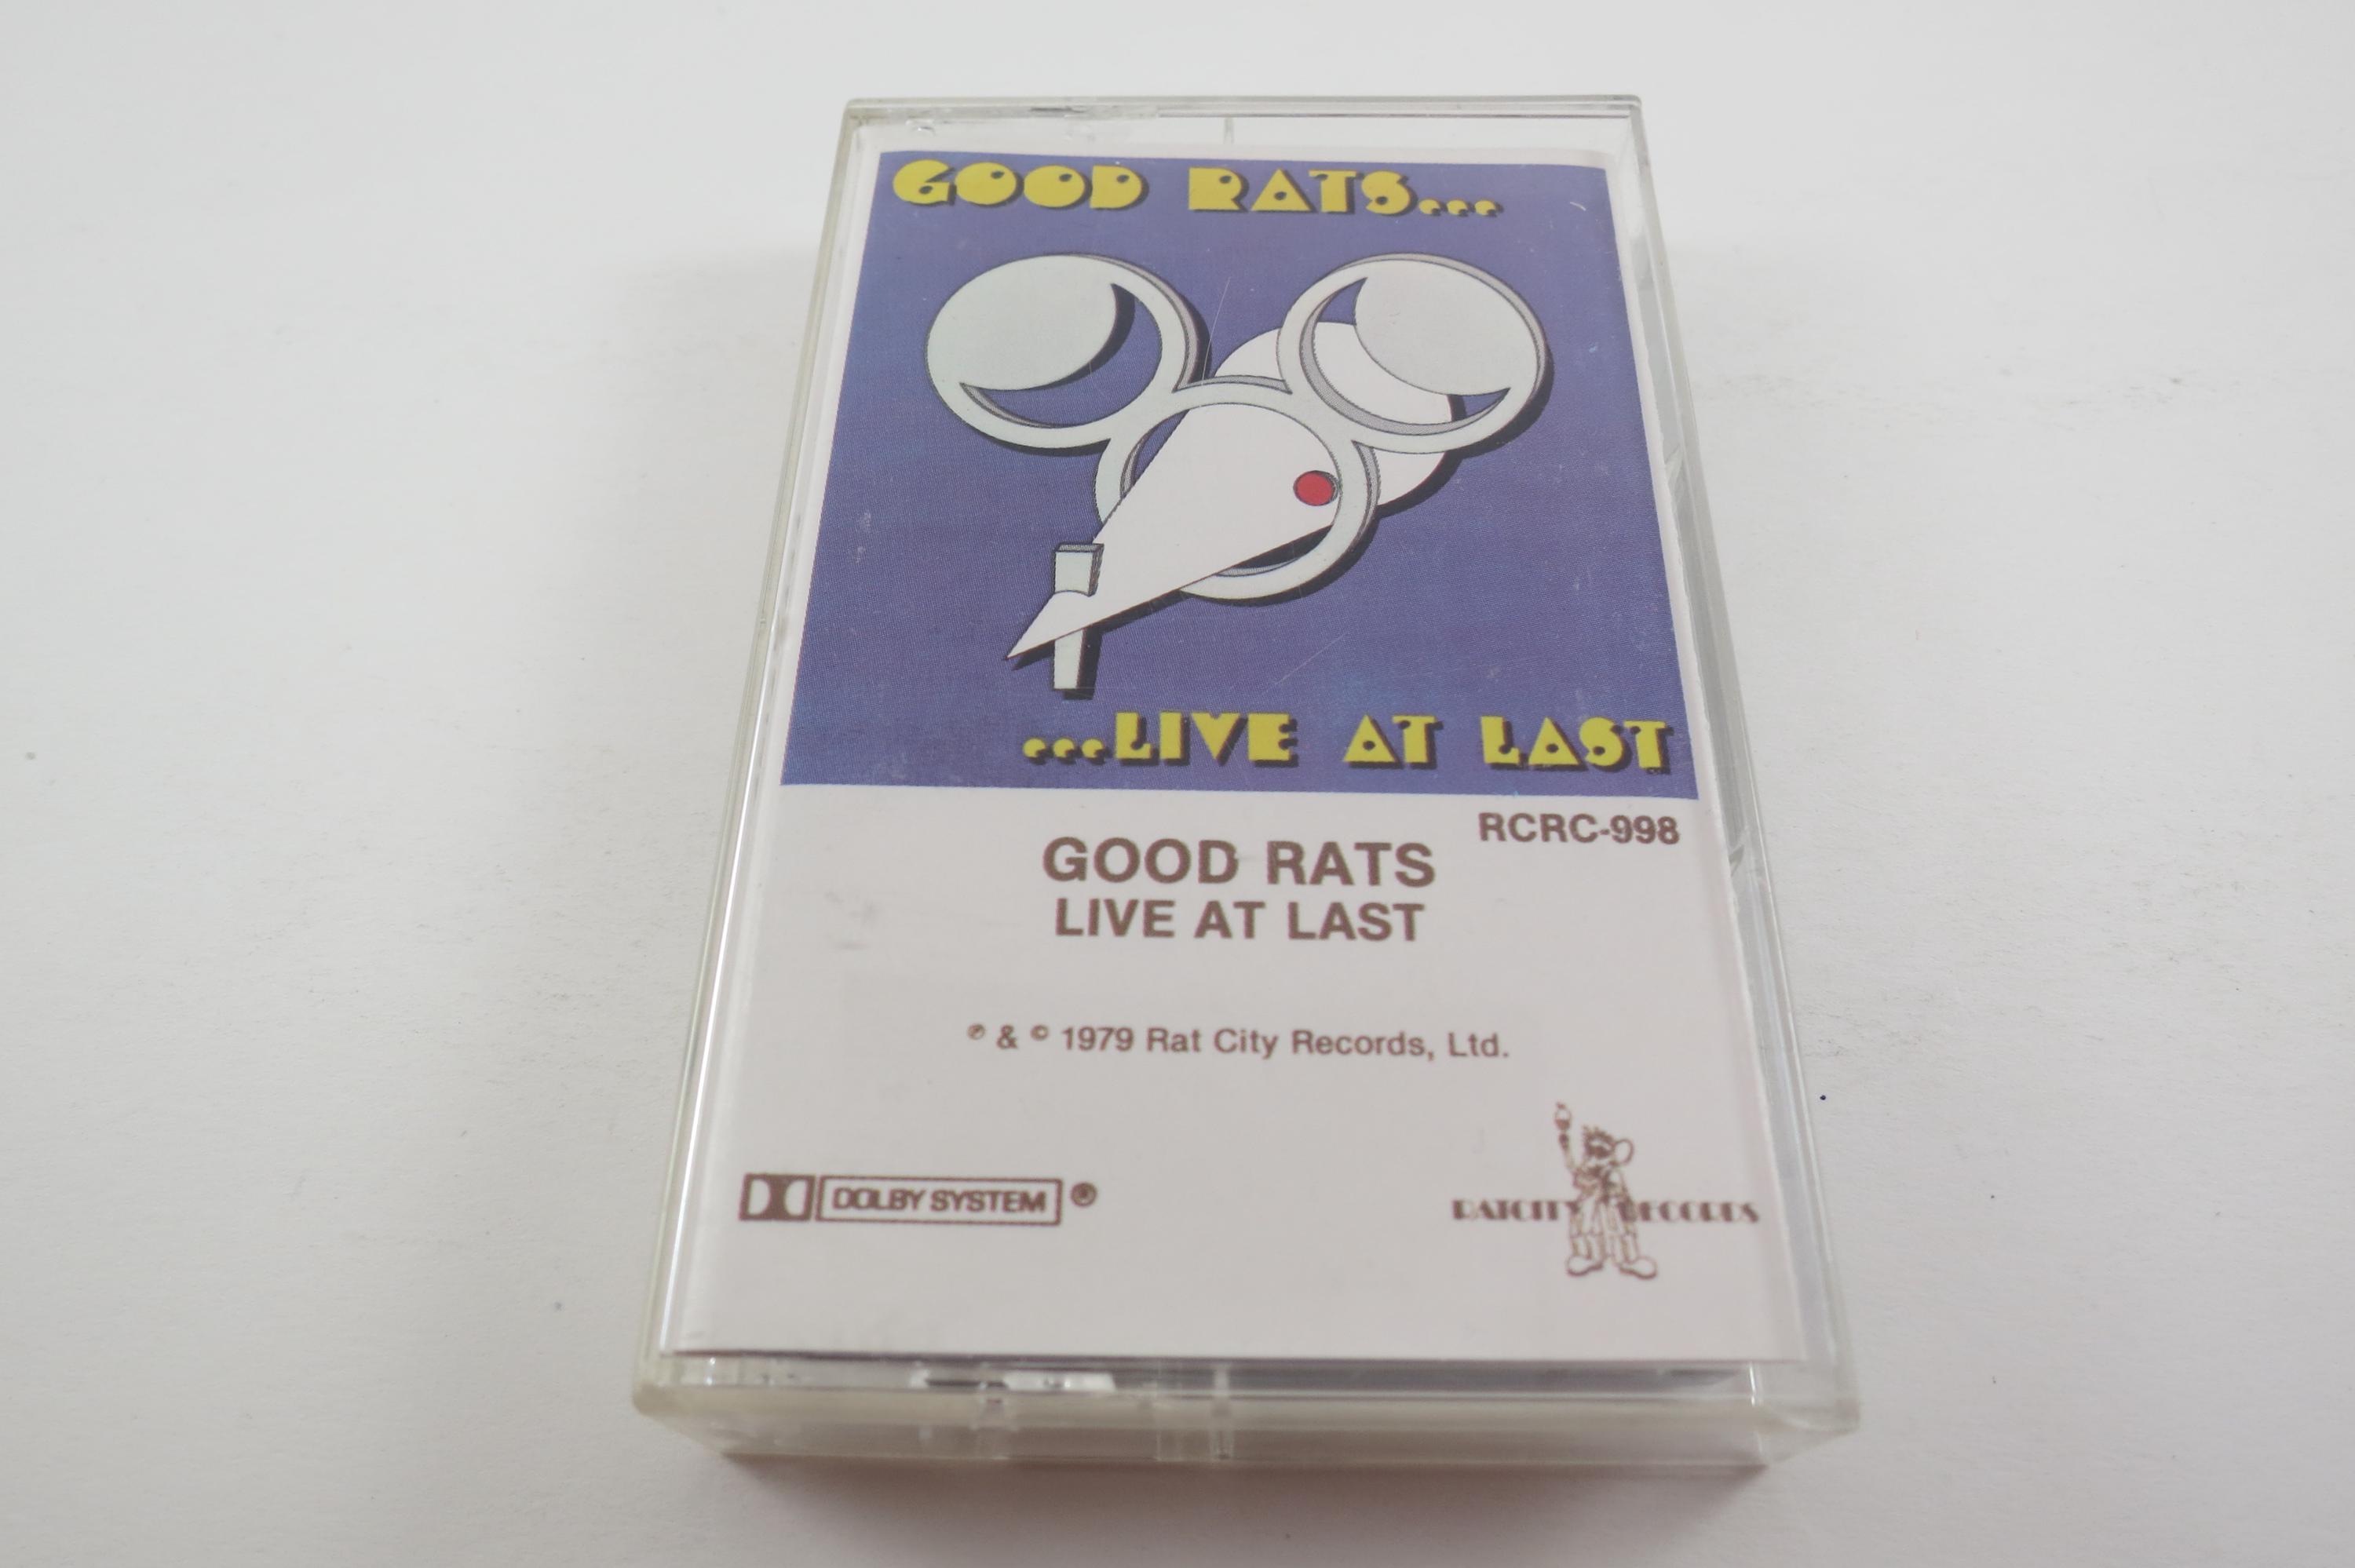 GOOD RATS...
...LIVE AT LAST
RCRC-998
GOOD RATS
LIVE AT LAST
℗ & © 1979 Rat City Records, Ltd.
DOLBY SYSTEM ®
RATCITY RECORDS